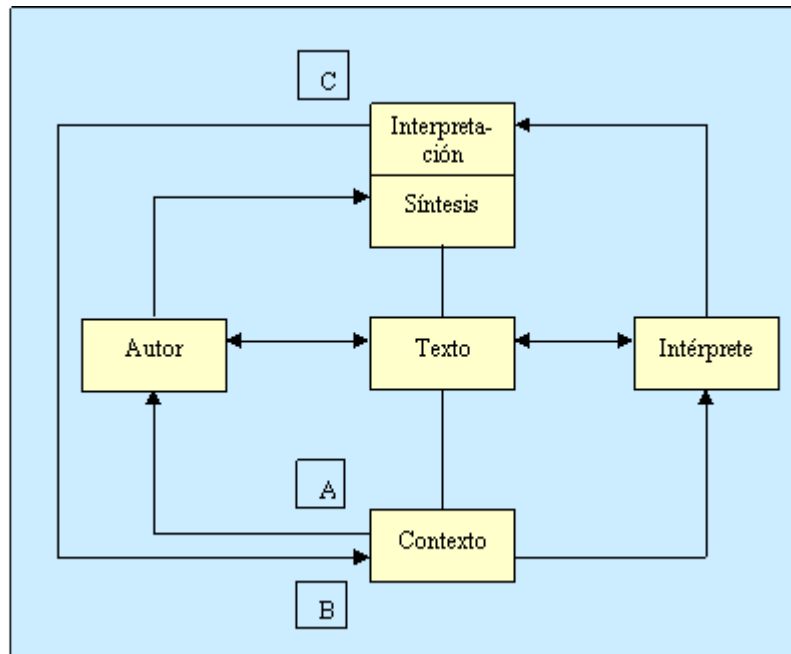 C
Interpreta-
ción
Síntesis
Autor
Texto
Intérprete
A
Contexto
B